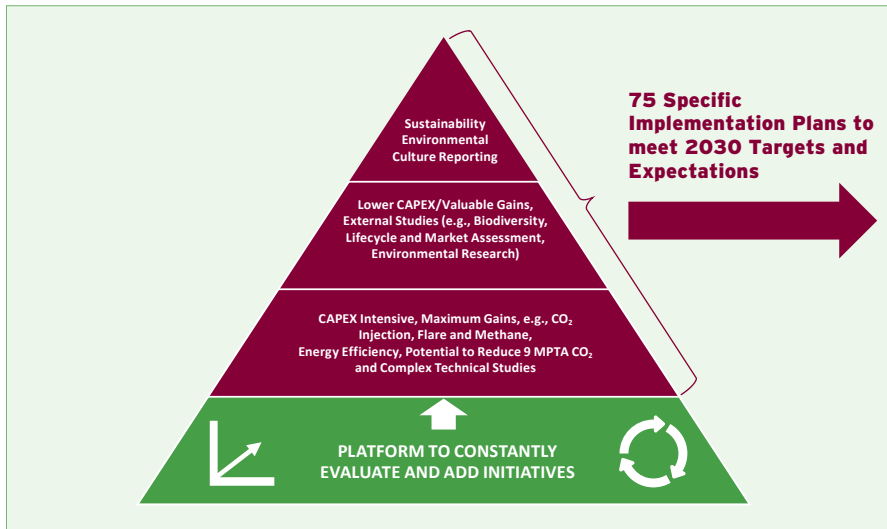 Sustainability
Environmental
Culture Reporting
Lower CAPEX/Valuable Gains,
External Studies (e.g., Biodiversity,
Lifecycle and Market Assessment,
Environmental Research)
CAPEX Intensive, Maximum Gains, e.g., CO₂
Injection, Flare and Methane,
Energy Efficiency, Potential to Reduce 9 MPTA CO₂
and Complex Technical Studies
PLATFORM TO CONSTANTLY
EVALUATE AND ADD INITIATIVES
75 Specific
Implementation Plans to
meet 2030 Targets and
Expectations